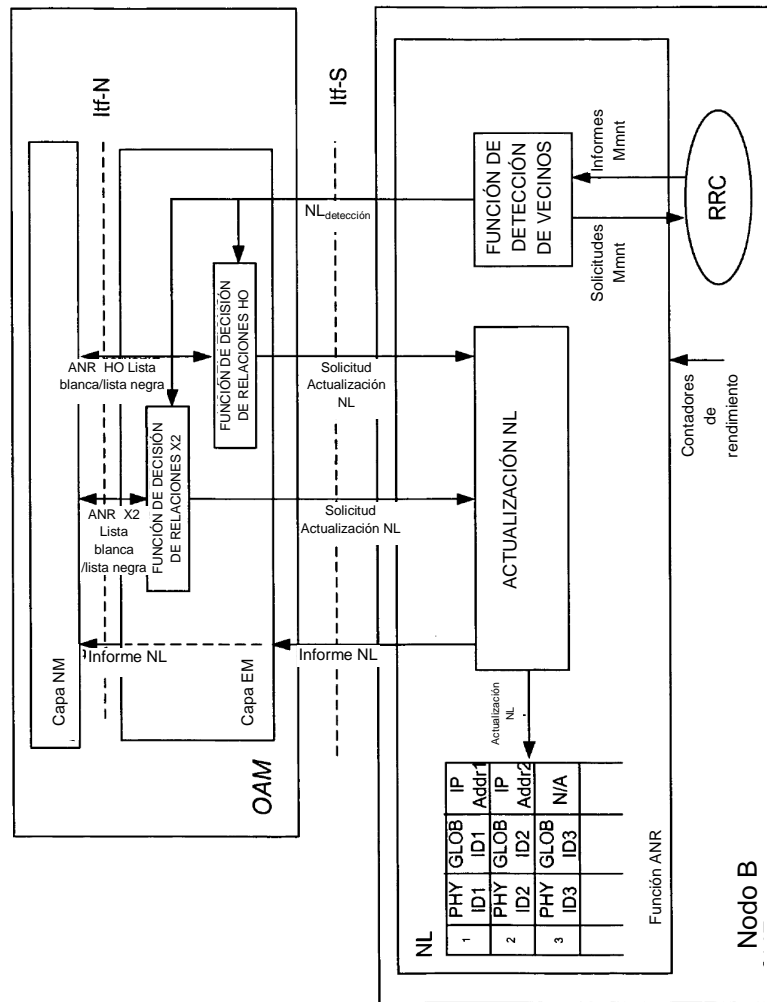 OAM
Capa NM
Capa EM
Itf-N
Itf-S
ANR HO Lista
blanca/lista negra
ANR X2
Lista
blanca
/lista negra
Informe NL
Informe NL
FUNCIÓN DE DECISIÓN
DE RELACIONES X2
FUNCIÓN DE DECISIÓN
DE RELACIONES HO
NLdetección
Solicitud
Actualización
NL
Solicitud
Actualización NL
FUNCIÓN DE
DETECCIÓN
DE VECINOS
Informes
Mmnt
Solicitudes
Mmnt
RRC
ACTUALIZACIÓN NL
Contadores
de
rendimiento
Actualización
NL
NL
1 PHY ID1 GLOB ID1 IP Addr1
2 PHY ID2 GLOB ID2 IP Addr2
3 PHY ID3 GLOB ID3 N/A
Función ANR
Nodo B